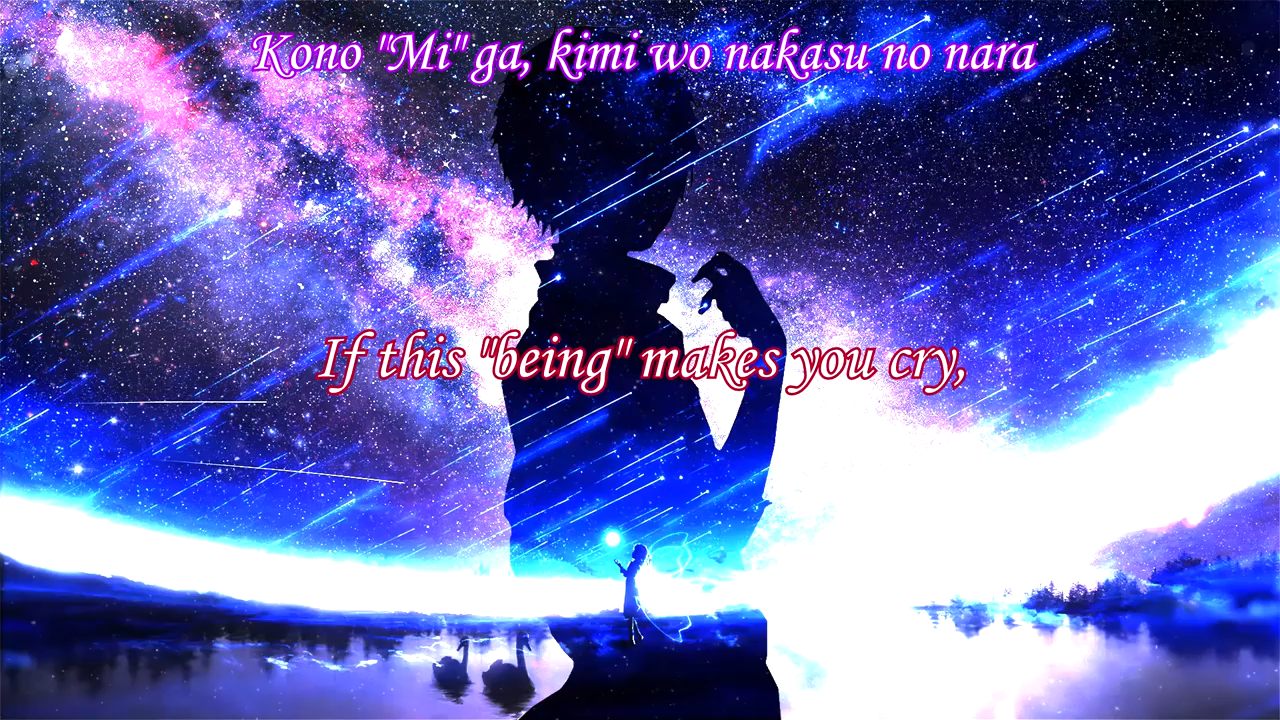 Kono "Mi" ga, kimi wo nakasu no nara
If this "being" makes you cry,